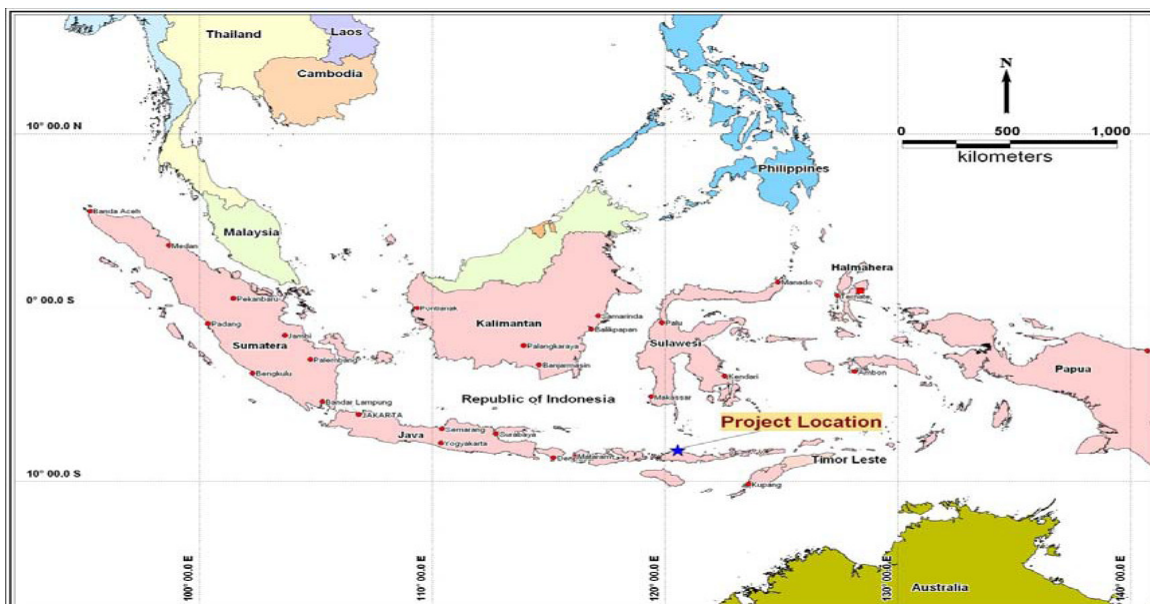 Thailand
Laos
Cambodia
N
10° 00.0 N
0 500 1,000
kilometers
Philippines
Banda Aceh
Malaysia
Medan
Halmahera
Manado
Ternate
0° 00.0 S
Pekanbaru
Pontianak
Samarinda
Kalimantan
Balikpapan
Palu
Padang
Jambi
Sumatera
Sulawesi
Palangkaraya
Palembang
Banjarmasin
Bengkulu
Kendari
Ambon
Papua
Republic of Indonesia
Makassar
Bandar Lampung
JAKARTA
Project Location
Semarang
Java
Surabaya
Yogyakarta
Mataram
Timor Leste
10° 00.0 S
Kupang
100° 00.0 E
110° 00.0 E
120° 00.0 E
130° 00.0 E
140° 00.0 E
Australia